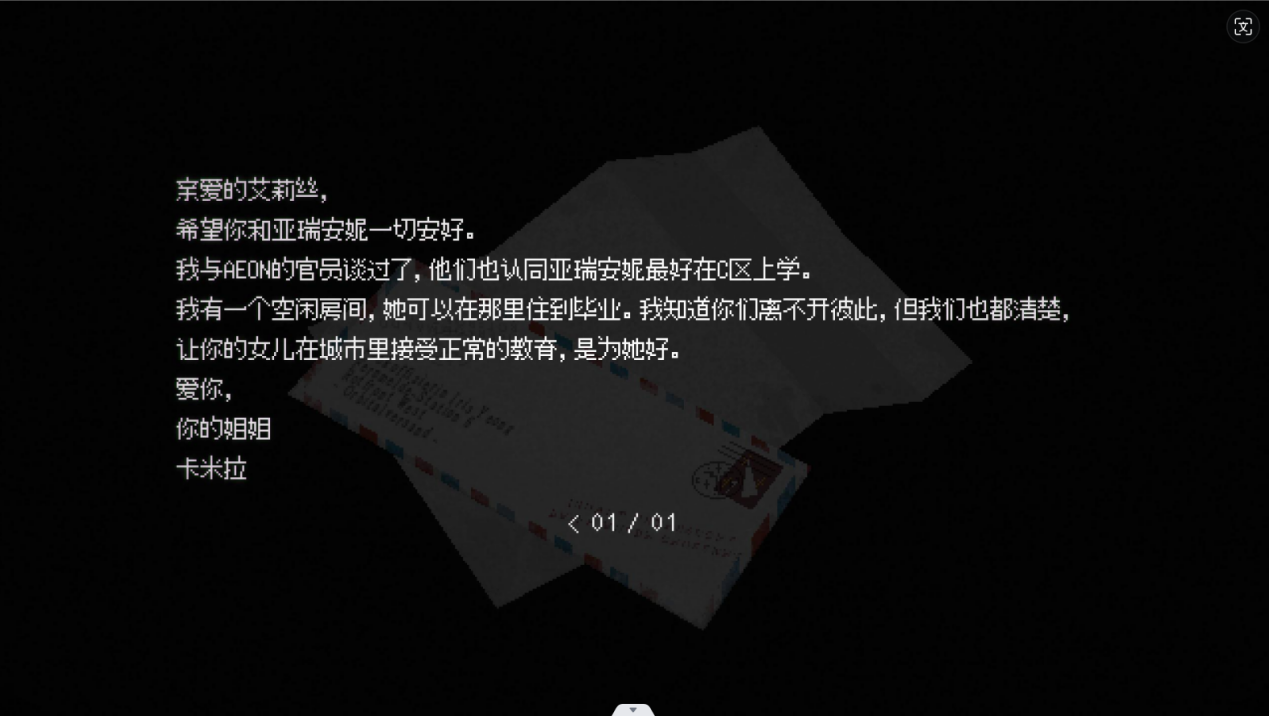 亲爱的艾莉丝，
希望你和亚瑞安妮一切安好。
我与AEON的官员谈过了，他们也认同亚瑞安妮最好在C区上学。
我有一个空闲房间，她可以在那里住到毕业。我知道你们离不开彼此，但我们也都清楚，
让你的女儿在城市里接受正常的教育，是为她好。
爱你，
你的姐姐
卡米拉
< 01 / 01